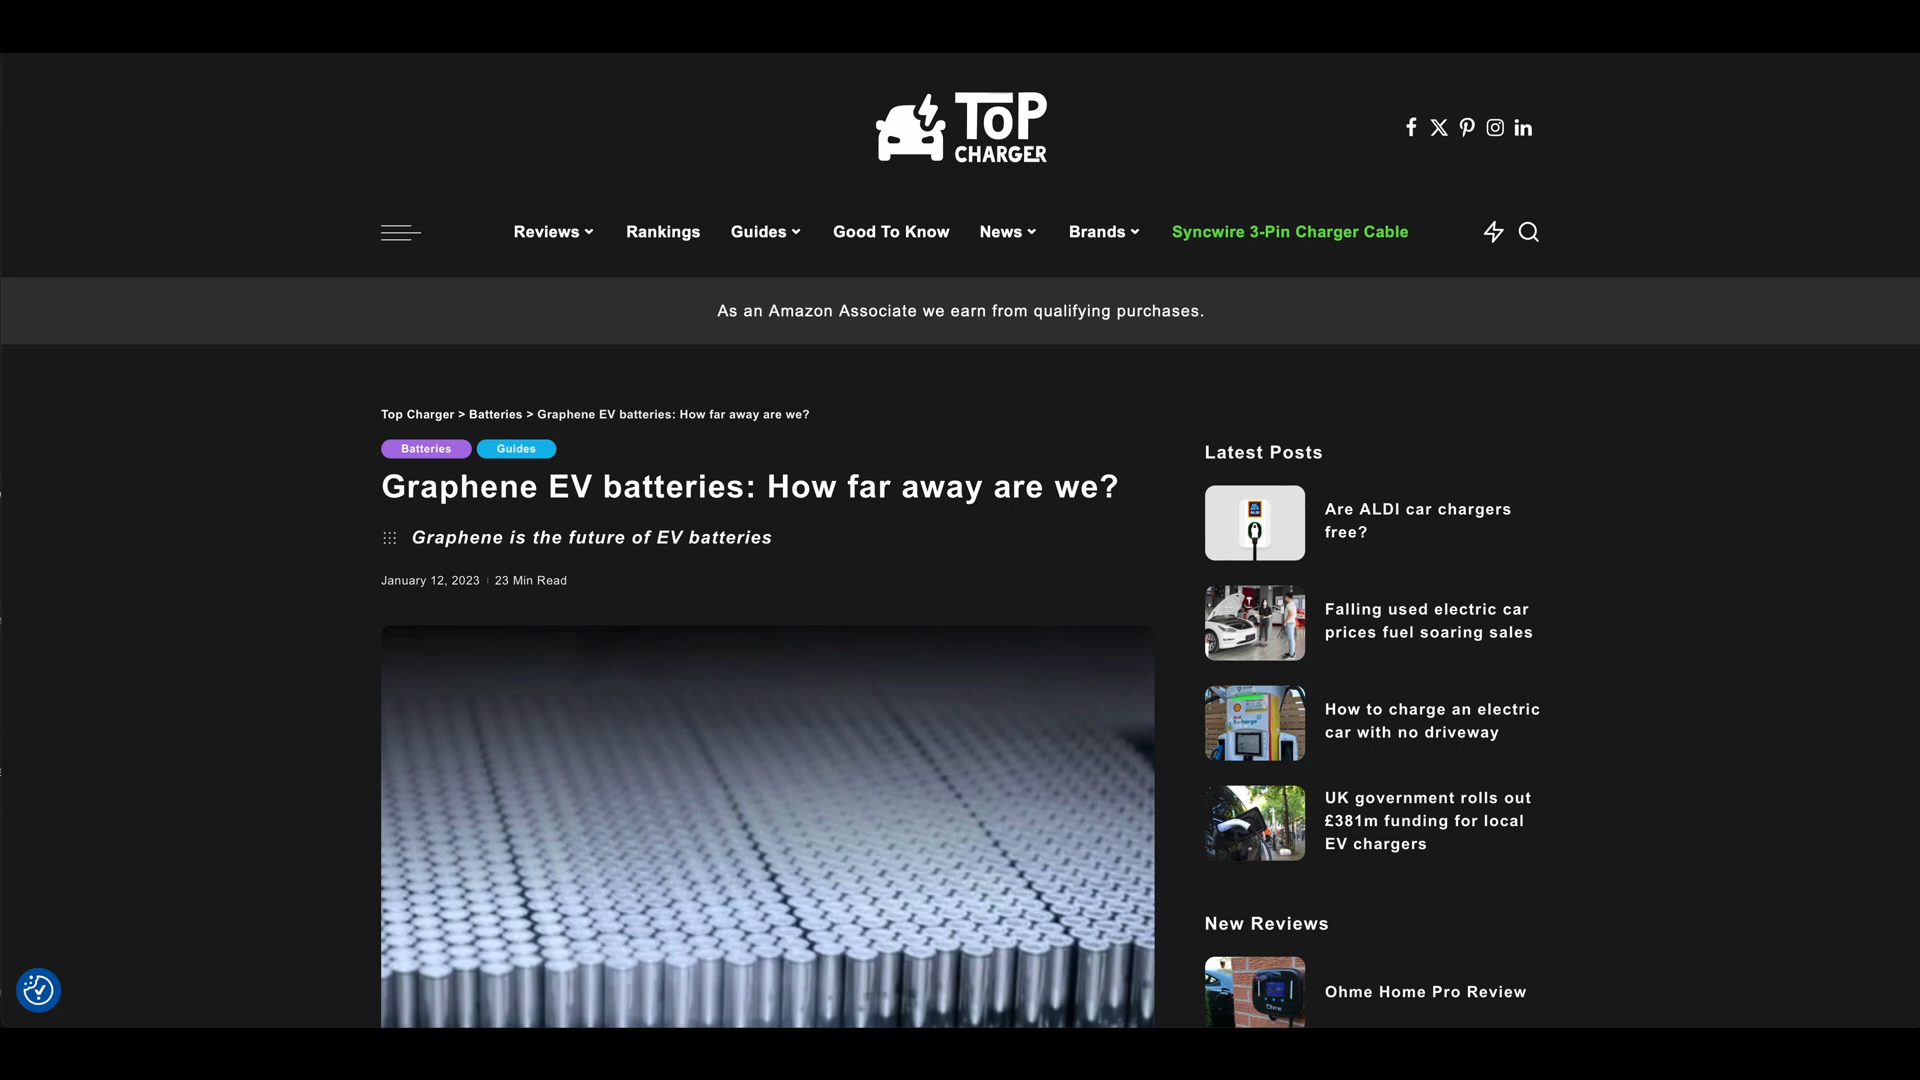 TOP
CHARGER
Reviews
Rankings
Guides
Good To Know
News
Brands
Syncwire 3-Pin Charger Cable
As an Amazon Associate we earn from qualifying purchases.
Top Charger > Batteries > Graphene EV batteries: How far away are we?
Batteries
Guides
Graphene EV batteries: How far away are we?
Graphene is the future of EV batteries
January 12, 2023
23 Min Read
Latest Posts
ALDI
Are ALDI car chargers
free?
Falling used electric car
prices fuel soaring sales
How to charge an electric
car with no driveway
UK government rolls out
£381m funding for local
EV chargers
New Reviews
Ohme
Ohme Home Pro Review